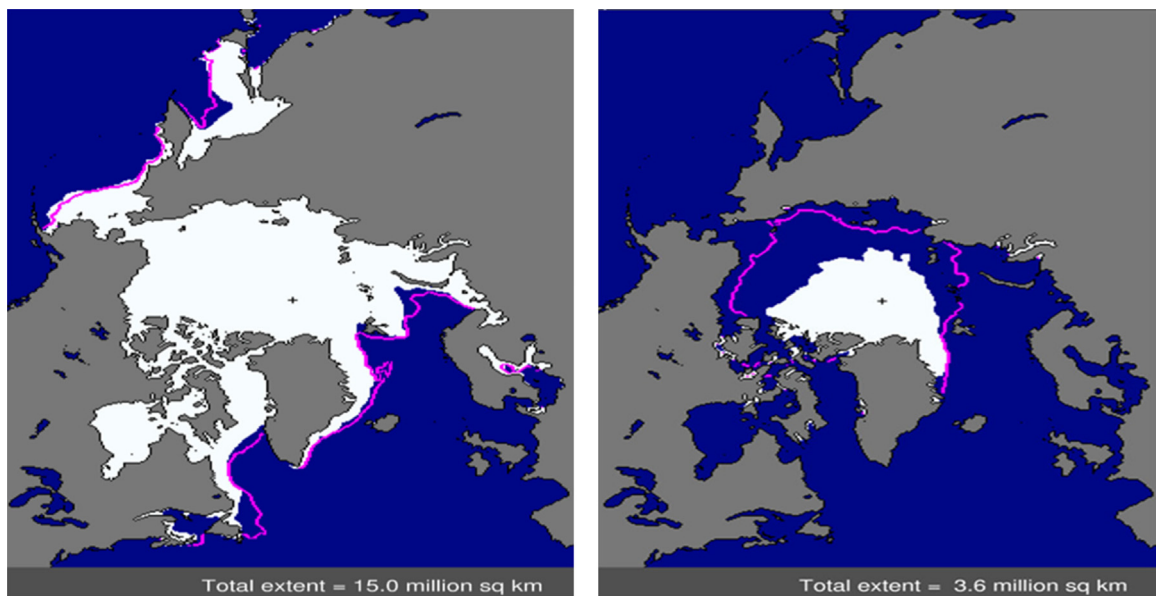 Total extent = 15.0 million sq km
Total extent = 3.6 million sq km